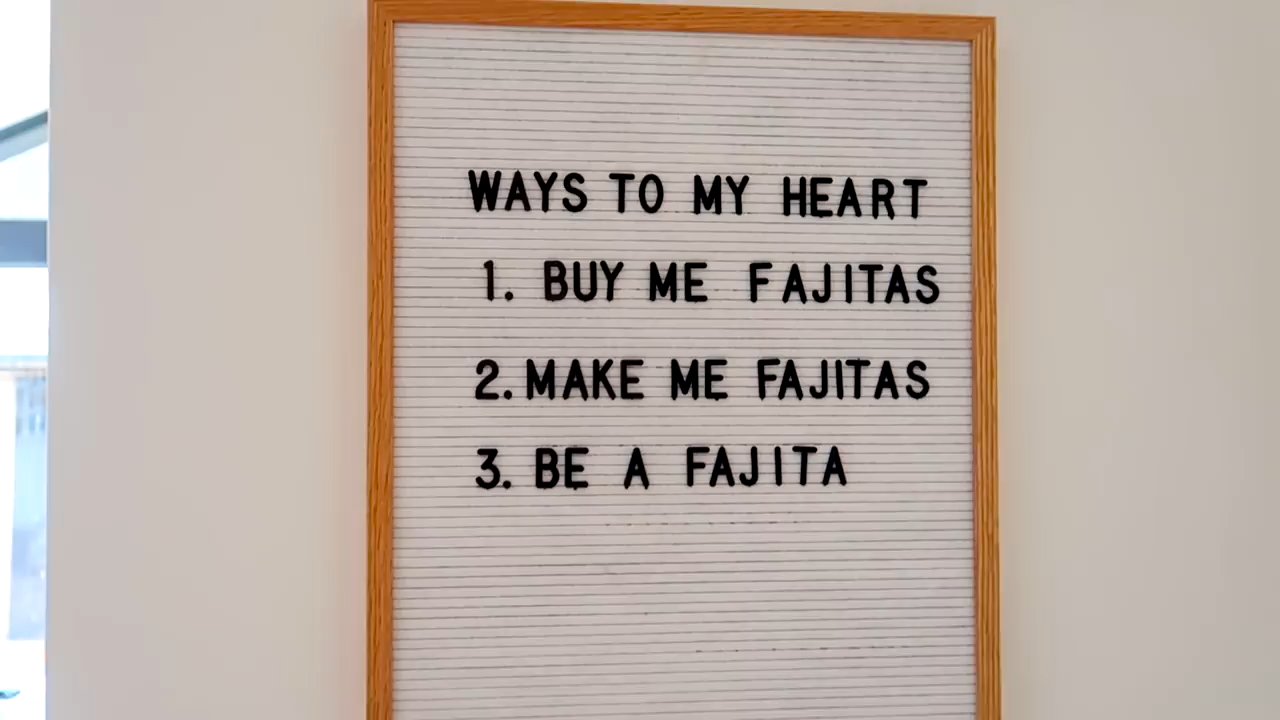 WAYS TO MY HEART
1. BUY ME FAJITAS
2. MAKE ME FAJITAS
3. BE A FAJITA